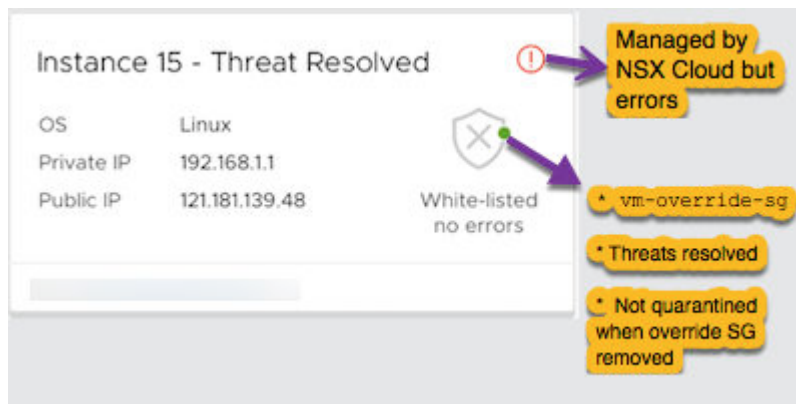 Instance 15 - Threat Resolved
OS Linux
Private IP 192.168.1.1
Public IP 121.181.139.48
White-listed
no errors
Managed by
NSX Cloud but
errors
* vm-override-sg
* Threats resolved
* Not quarantined
when override SG
removed